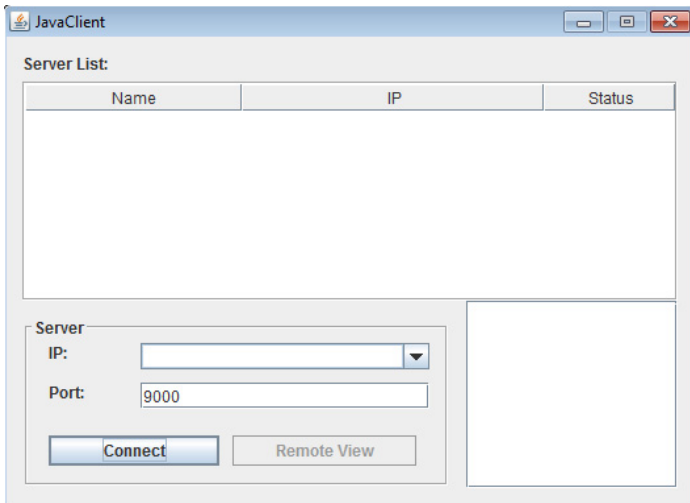 JavaClient
Server List:
Name IP Status
Server
IP:
Port: 9000
Connect Remote View